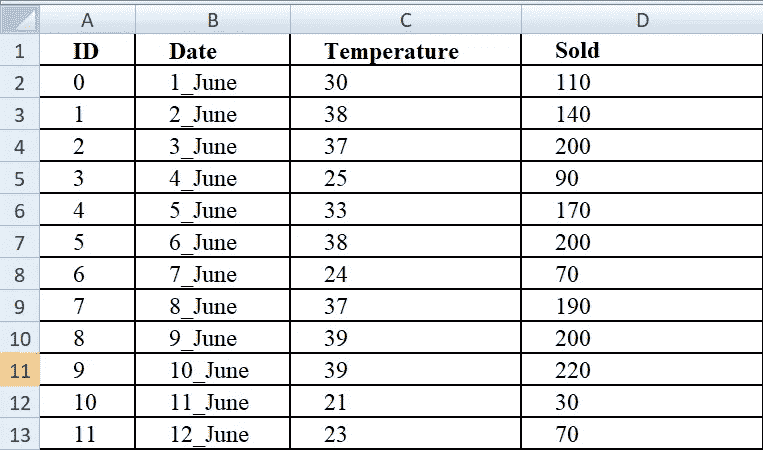 A B C D
1 ID Date Temperature Sold
2 0 1_June 30 110
3 1 2_June 38 140
4 2 3_June 37 200
5 3 4_June 25 90
6 4 5_June 33 170
7 5 6_June 38 200
8 6 7_June 24 70
9 7 8_June 37 190
10 8 9_June 39 200
11 9 10_June 39 220
12 10 11_June 21 30
13 11 12_June 23 70